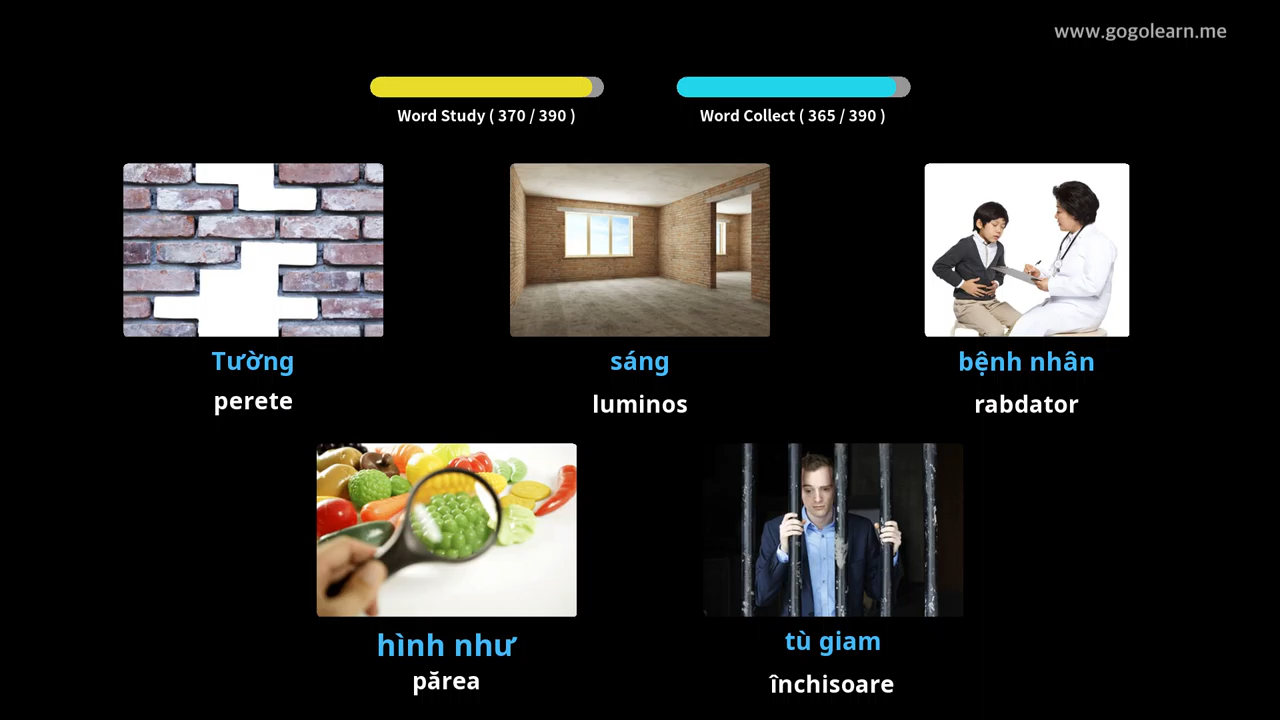 www.gogolearn.me
Word Study ( 370 / 390 )
Word Collect ( 365 / 390 )
Tường
perete
sáng
luminos
bệnh nhân
rabdator
hình như
părea
tù giam
închisoare